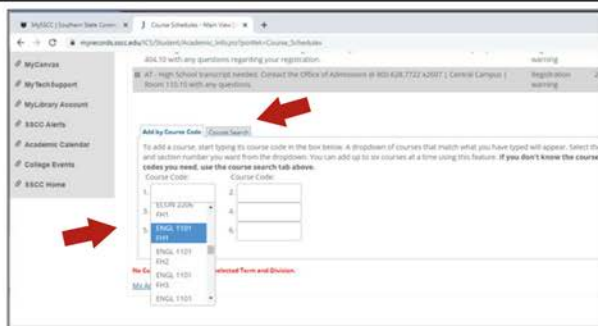 MySSCC | Southern State Comm
Course Schedules - Main View |
myrecords.sscc.edu/ICS/Student/Academic_Info.jnz?portlet=Course_Schedules
404.10 with any questions regarding your registration.
warning
MyCanvas
AT - High School transcript needed. Contact the Office of Admissions @ 800.628.7722 x2607 | Central Campus |
Registration
Room 133.10 with any questions.
warning
MyTechSupport
MyLibrary Account
SSCC Alerts
Academic Calendar
College Events
SSCC Home
Add by Course Code
Course Search
To add a course, start typing its course code in the box below. A dropdown of courses that match what you have typed will appear. Select the
and section number you want from the dropdown. You can add up to six courses at a time using this feature. If you don't know the course
codes you need, use the course search tab above.
Course Code:
Course Code:
1.
2.
3.
4.
5.
6.
ECON 2206
FH1
ENGL 1101
FH1
ENGL 1101
FH2
ENGL 1101
FH3
ENGL 1101
No Co
selected Term and Division.
My A